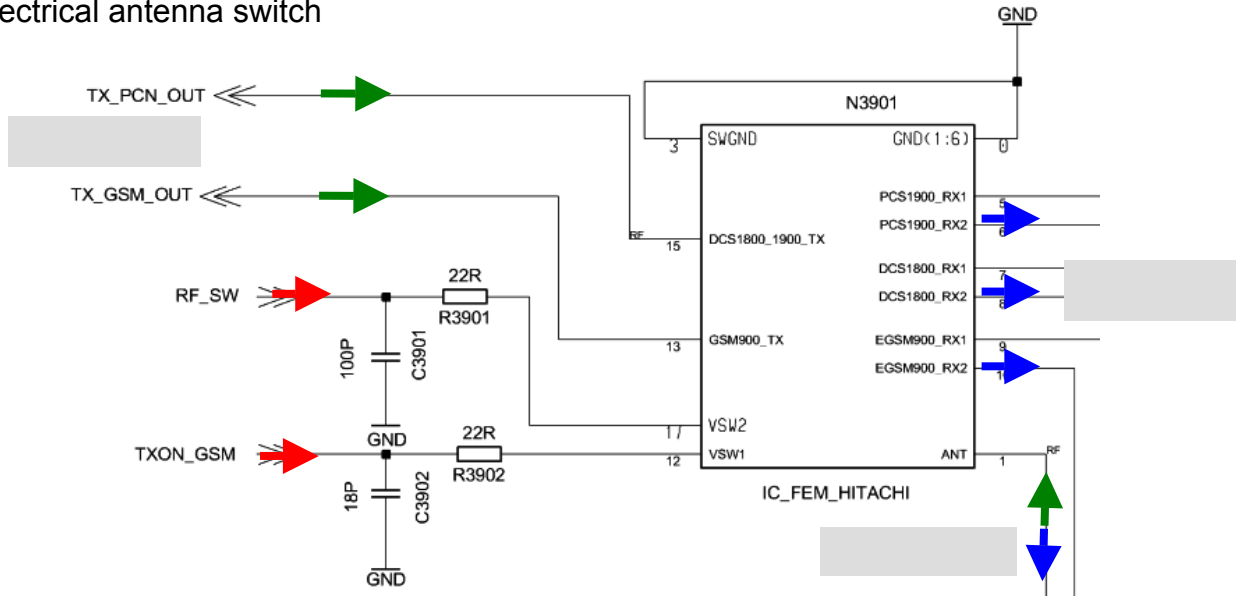 ectrical antenna switch
GND
TX_PCN_OUT
N3901
3
SWGND
GND(1:6)
0
TX_GSM_OUT
PCS1900_RX1
5
PCS1900_RX2
6
RF
15
DCS1800_1900_TX
DCS1800_RX1
7
DCS1800_RX2
8
RF_SW
22R
R3901
100P
C3901
13
GSM900_TX
EGSM900_RX1
9
EGSM900_RX2
GND
17
VSW2
TXON_GSM
22R
R3902
12
VSW1
ANT
1
RF
18P
C3902
IC_FEM_HITACHI
GND